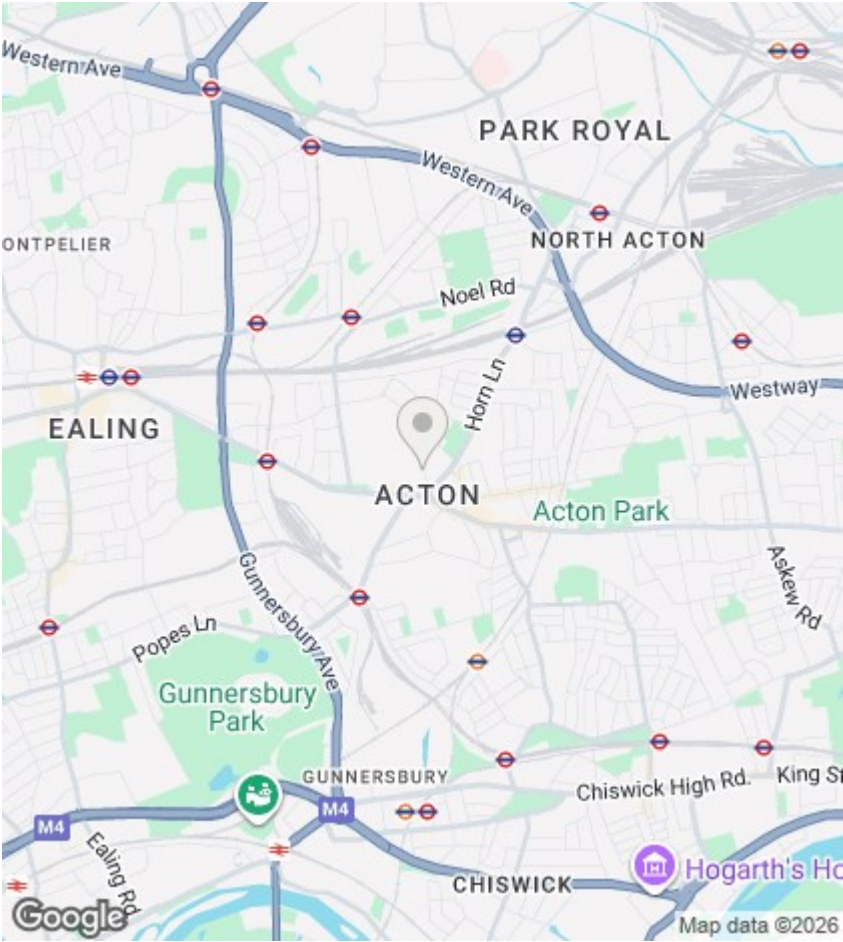 Western Ave
PARK ROYAL
Western Ave
NORTH ACTON
ONTPELIER
Noel Rd
Horn Ln
Westway
EALING
ACTON
Acton Park
Askew Rd
Gunnersbury Ave
Popes Ln
Gunnersbury
Park
GUNNERSBURY
Chiswick High Rd.
King St
M4
M4
Ealing Rd
CHISWICK
Hogarth's Ho
Google
Map data ©2026